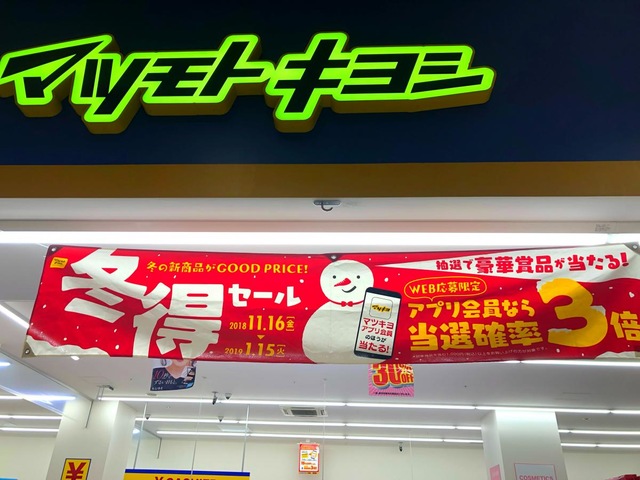 マツモトキヨシ
冬の新商品がGOOD PRICE!
冬得セール
2018 11.16(金)
2019 1.15(火)
マツキヨ
アプリ会員
のほうが
当たる!
抽選で豪華賞品が当たる!
WEB応募限定
アプリ会員なら
当選確率3倍
30%
OFF
¥
COSMETICS